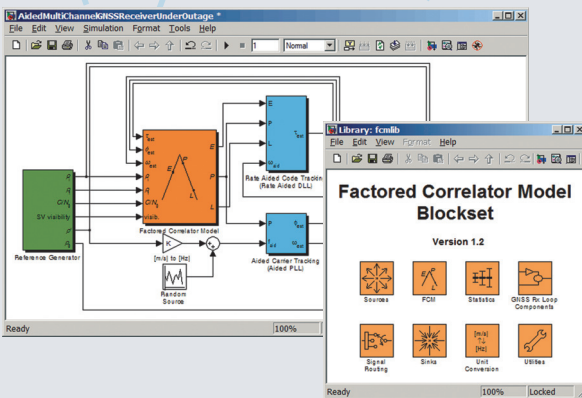 AidedMultiChannelGNSSReceiverUnderOutage *
File Edit View Simulation Format Tools Help
1
Normal
E
P
L
E
P
L
E
P
L
SV visibility
visib.
Reference Generator
Factored Correlator Model
Rate Aided Code Tracking
(Rate Aided DLL)
K
[m/s] to [Hz]
Random
Source
P
Aided Carrier Tracking
(Aided PLL)
Ready
100%
Library: fcmlib
File Edit View Format Help
Factored Correlator Model
Blockset
Version 1.2
Sources
FCM
Statistics
GNSS Rx Loop
Components
[m/s]
[Hz]
Signal
Routing
Sinks
Unit
Conversion
Utilities
Ready
100%
Locked